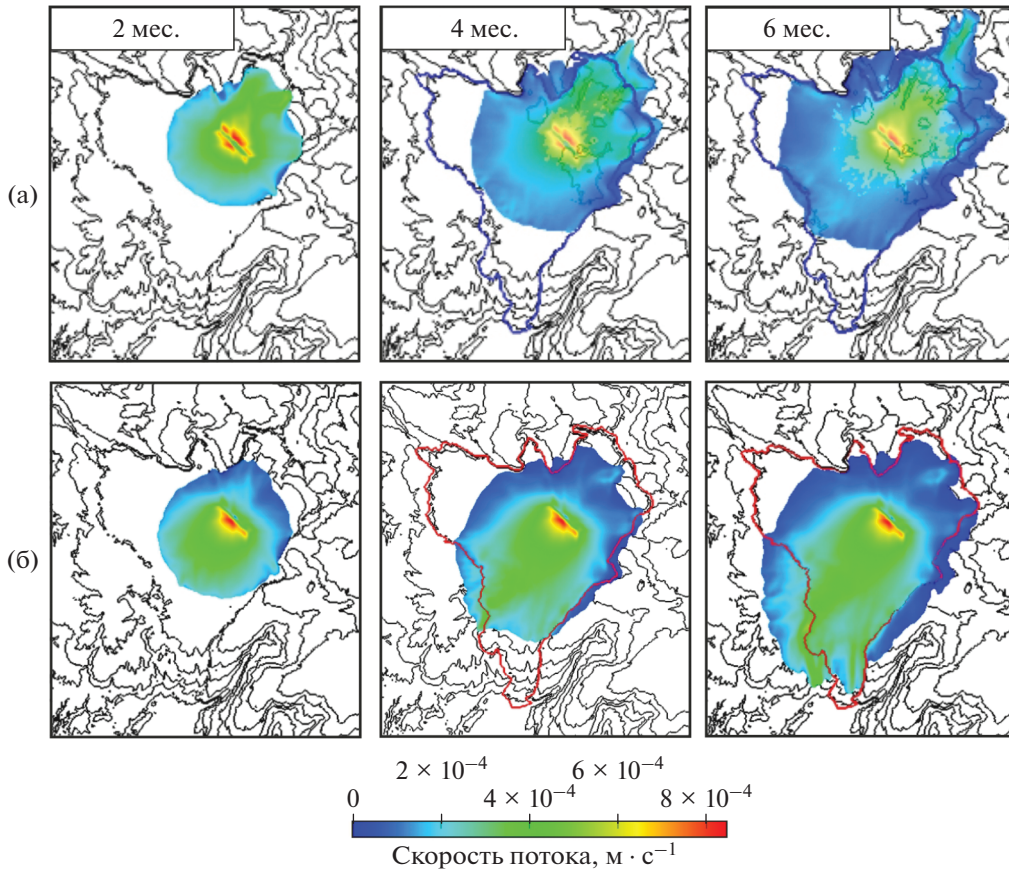 2 мес.
4 мес.
6 мес.
(а)
(б)
2 × 10⁻⁴
6 × 10⁻⁴
0
4 × 10⁻⁴
8 × 10⁻⁴
Скорость потока, м · с⁻¹